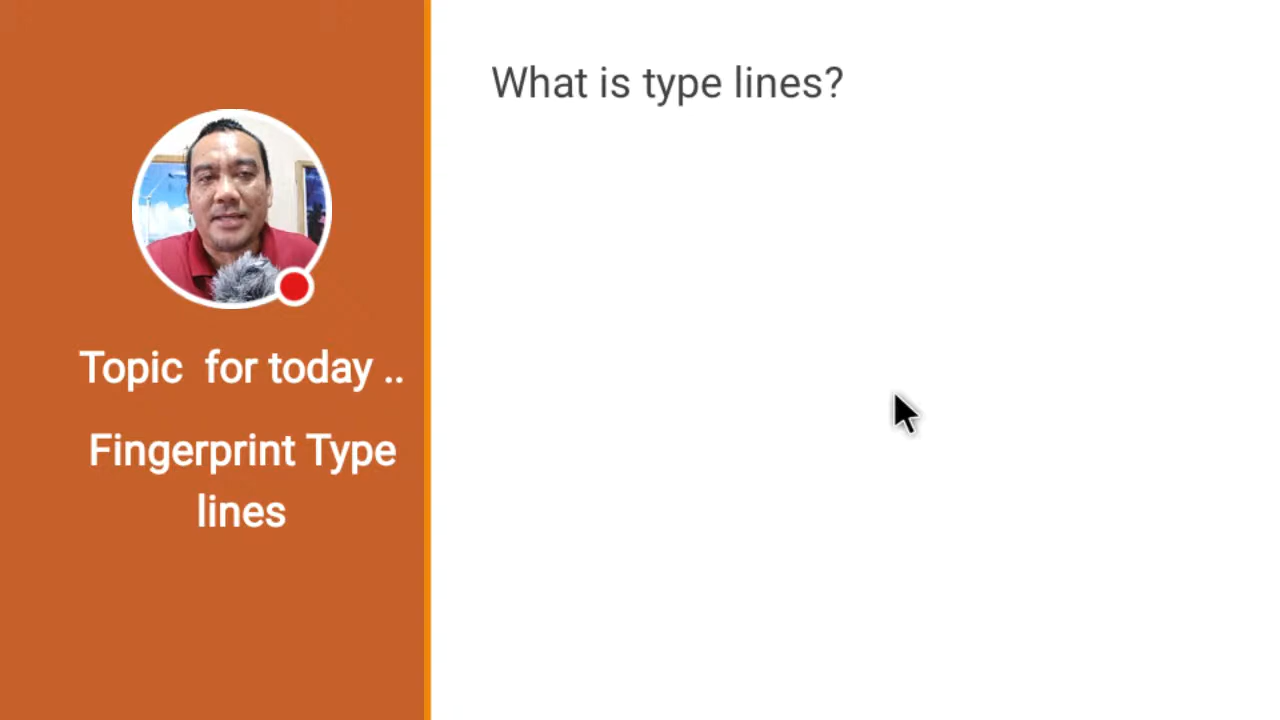 What is type lines?
Topic for today ..
Fingerprint Type
lines